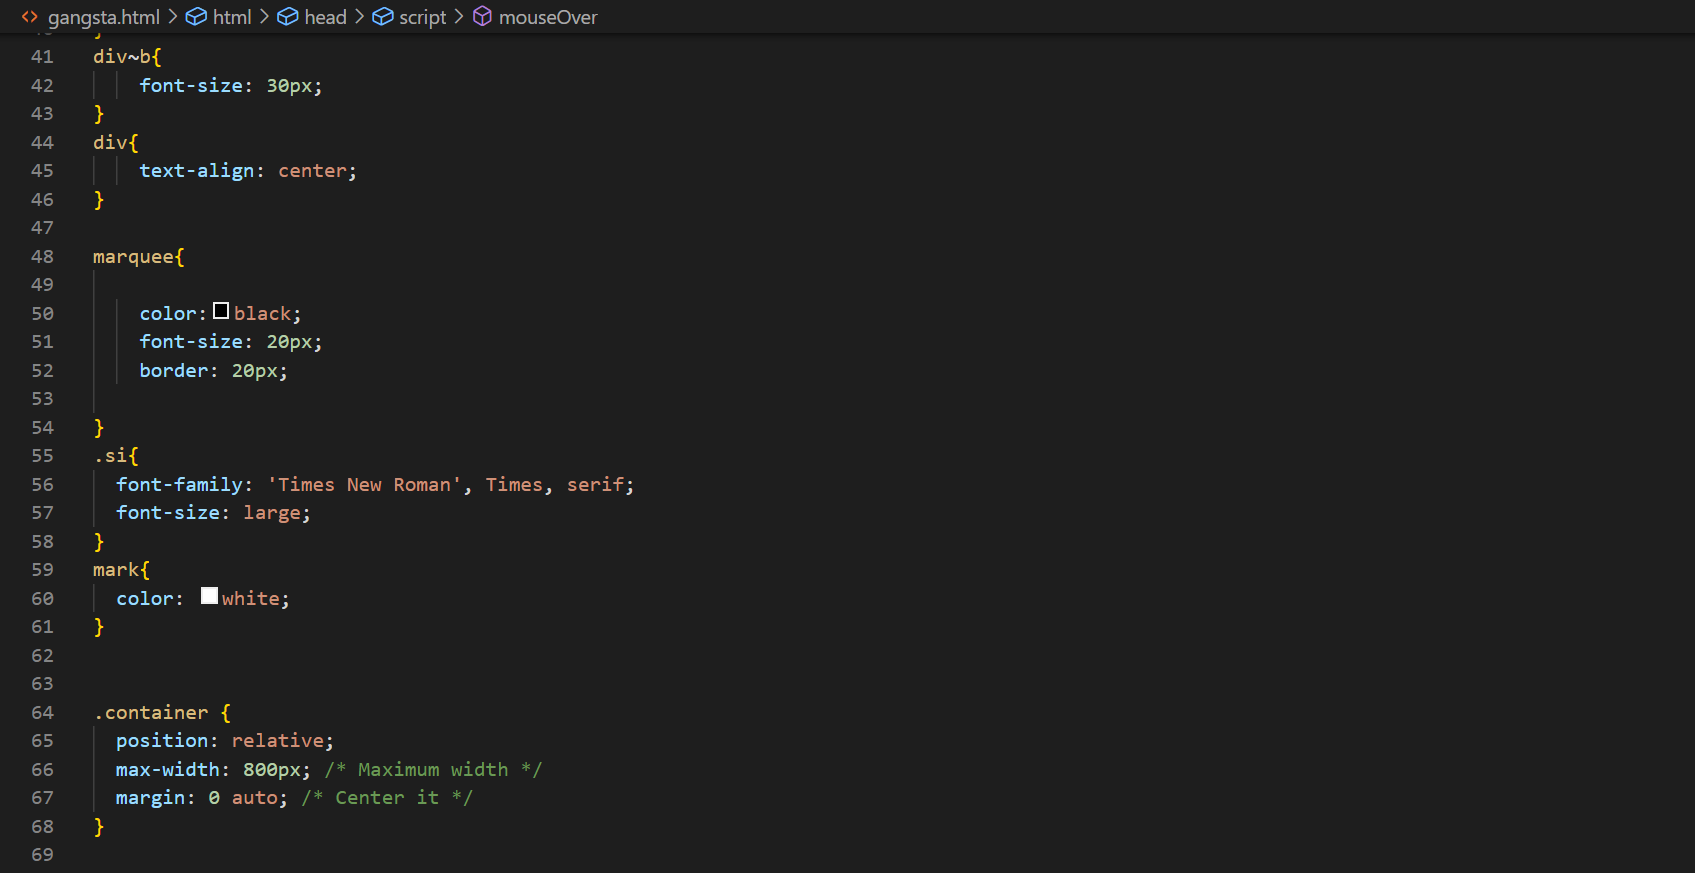 gangsta.html > html > head > script > mouseOver
41 div~b{
42 font-size: 30px;
43 }
44 div{
45 text-align: center;
46 }
47
48 marquee{
49
50 color: black;
51 font-size: 20px;
52 border: 20px;
53
54 }
55 .si{
56 font-family: 'Times New Roman', Times, serif;
57 font-size: large;
58 }
59 mark{
60 color: white;
61 }
62
63
64 .container {
65 position: relative;
66 max-width: 800px; /* Maximum width */
67 margin: 0 auto; /* Center it */
68 }
69